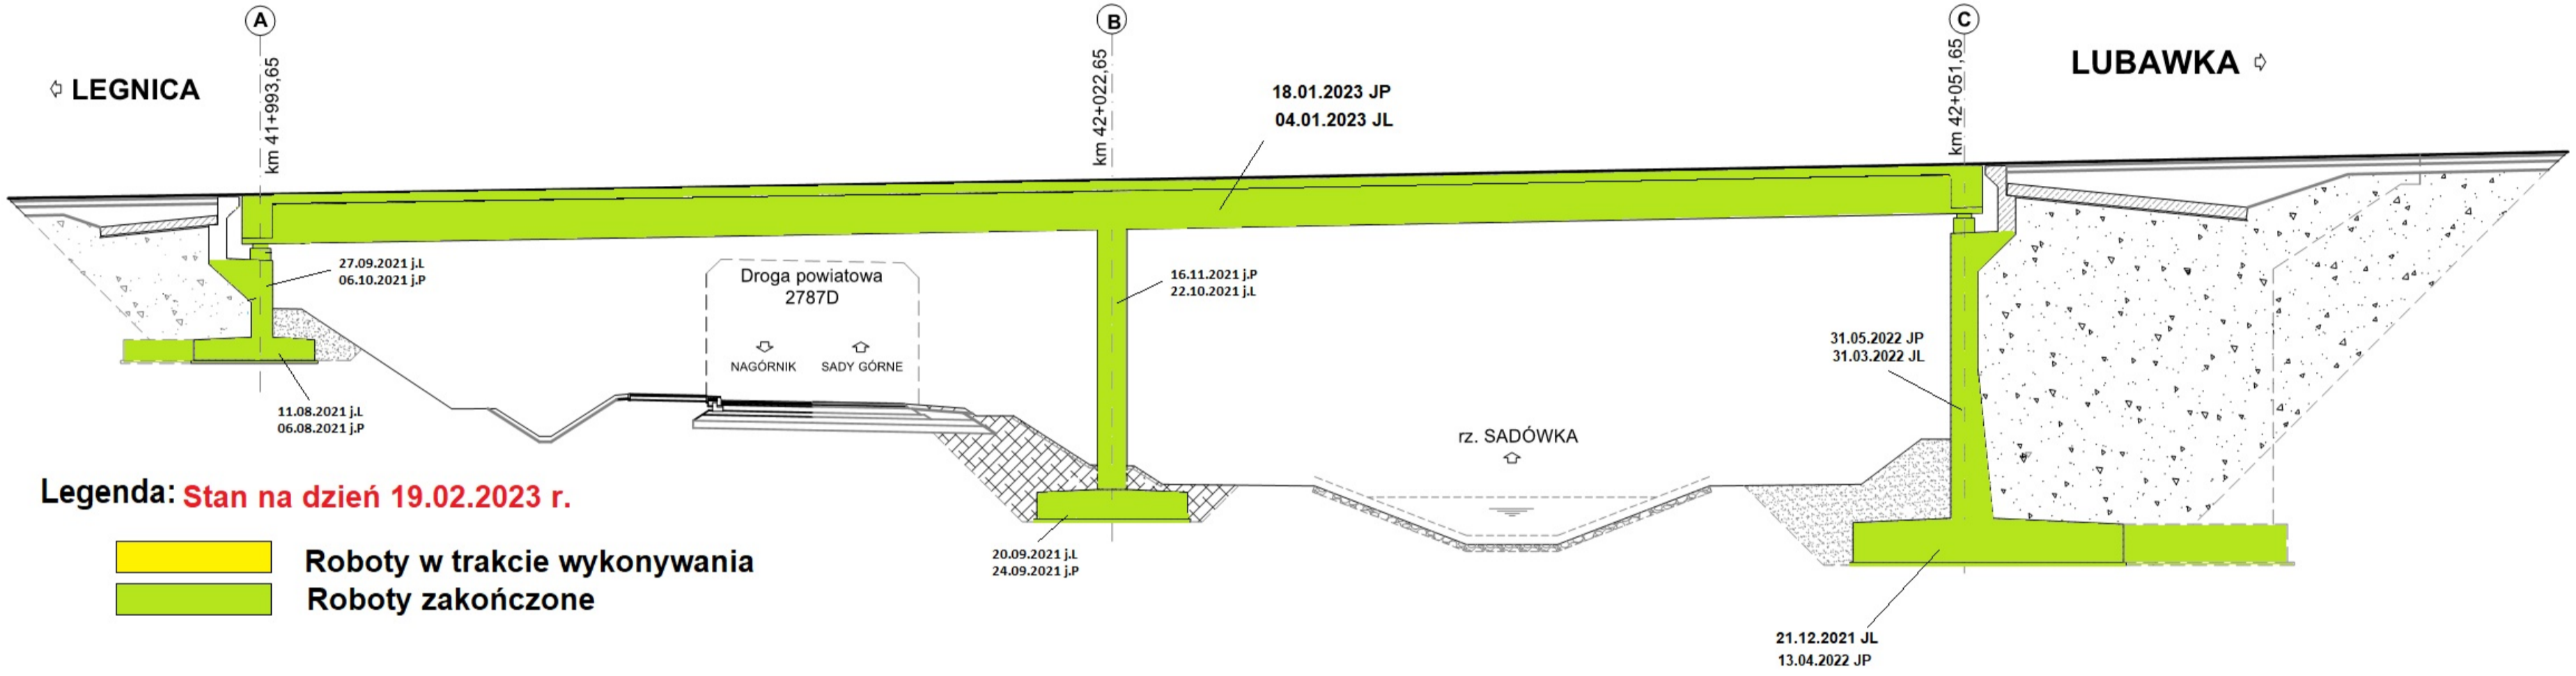 A
B
C
LEGNICA
km 41+993,65
km 42+022,65
km 42+051,65
LUBAWKA
18.01.2023 JP
04.01.2023 JL
27.09.2021 j.L
06.10.2021 j.P
Droga powiatowa
2787D
NAGÓRNIK
SADY GÓRNE
16.11.2021 j.P
22.10.2021 j.L
31.05.2022 JP
31.03.2022 JL
11.08.2021 j.L
06.08.2021 j.P
rz. SADÓWKA
Legenda: Stan na dzień 19.02.2023 r.
20.09.2021 j.L
24.09.2021 j.P
Roboty w trakcie wykonywania
Roboty zakończone
21.12.2021 JL
13.04.2022 JP